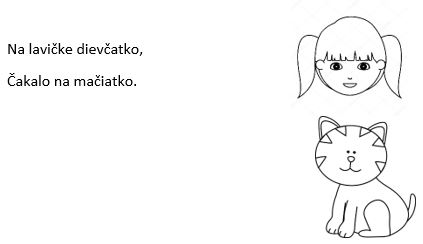 Na lavičke dievčatko,
Čakalo na mačiatko.